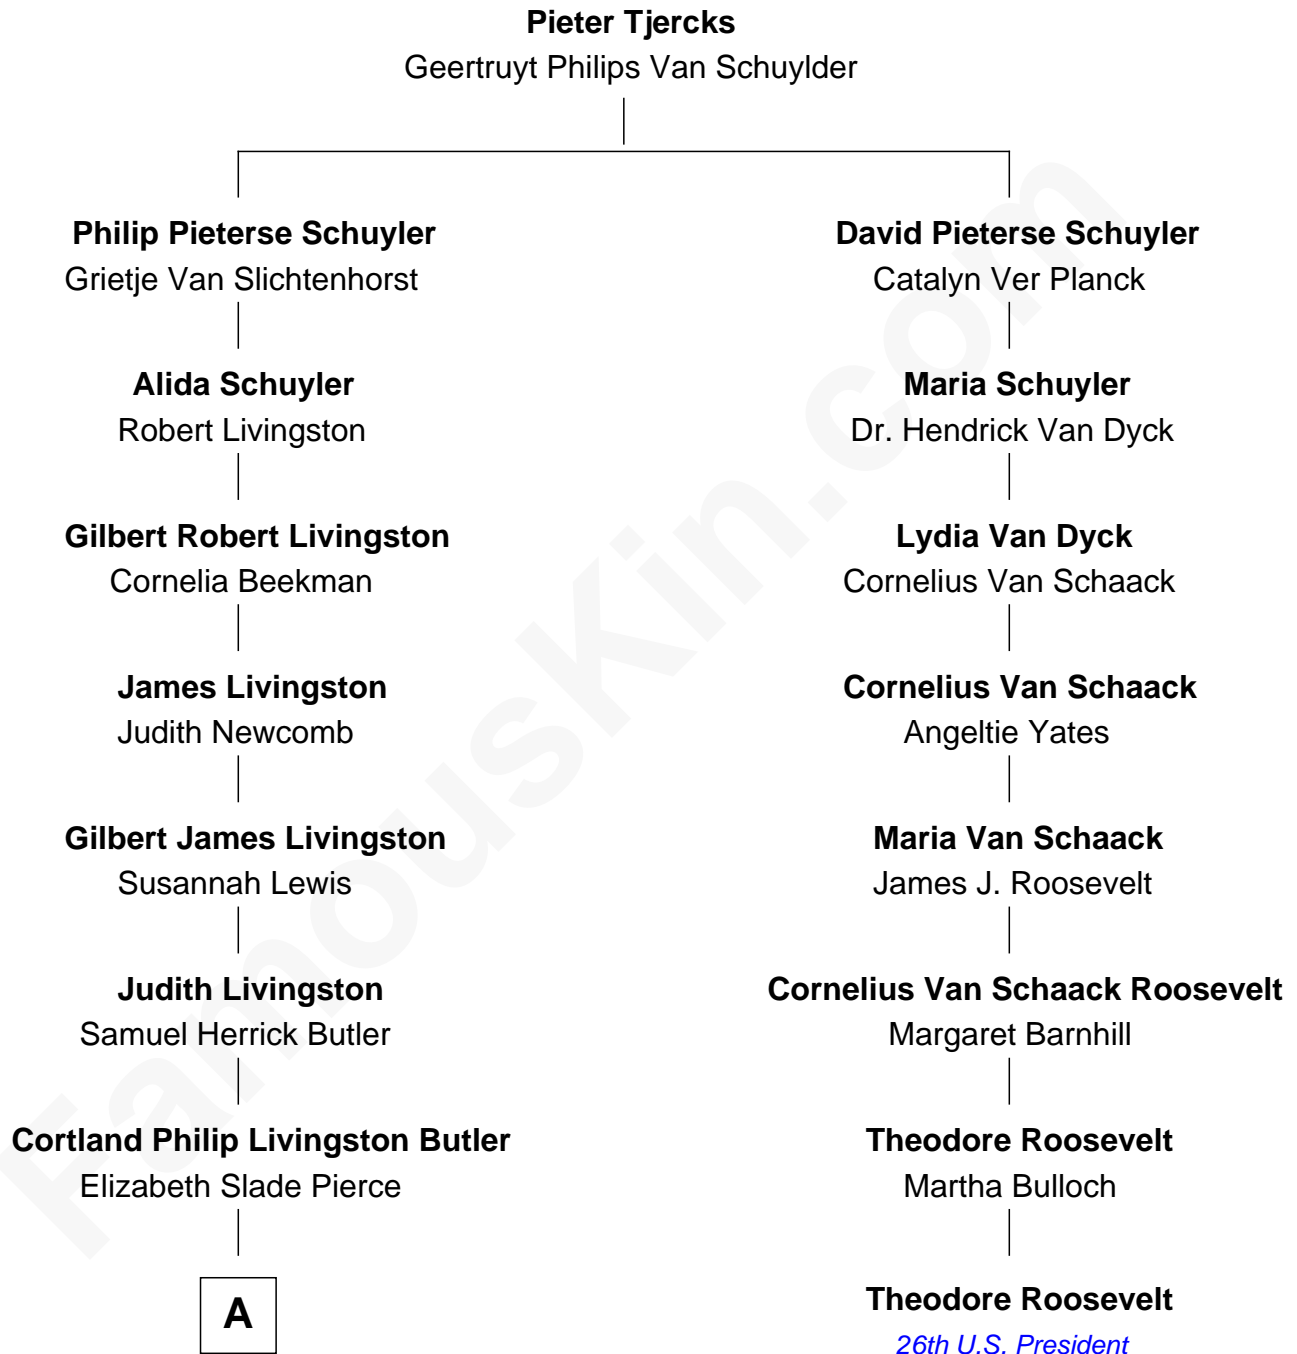 Pieter Tjercks
Geertruyt Philips Van Schuylder
Philip Pieterse Schuyler
Grietje Van Slichtenhorst
Alida Schuyler
Robert Livingston
Gilbert Robert Livingston
Cornelia Beekman
James Livingston
Judith Newcomb
Gilbert James Livingston
Susannah Lewis
Judith Livingston
Samuel Herrick Butler
Cortland Philip Livingston Butler
Elizabeth Slade Pierce
A
David Pieterse Schuyler
Catalyn Ver Planck
Maria Schuyler
Dr. Hendrick Van Dyck
Lydia Van Dyck
Cornelius Van Schaack
Cornelius Van Schaack
Angeltie Yates
Maria Van Schaack
James J. Roosevelt
Cornelius Van Schaack Roosevelt
Margaret Barnhill
Theodore Roosevelt
Martha Bulloch
Theodore Roosevelt
26th U.S. President
FamousKin.com